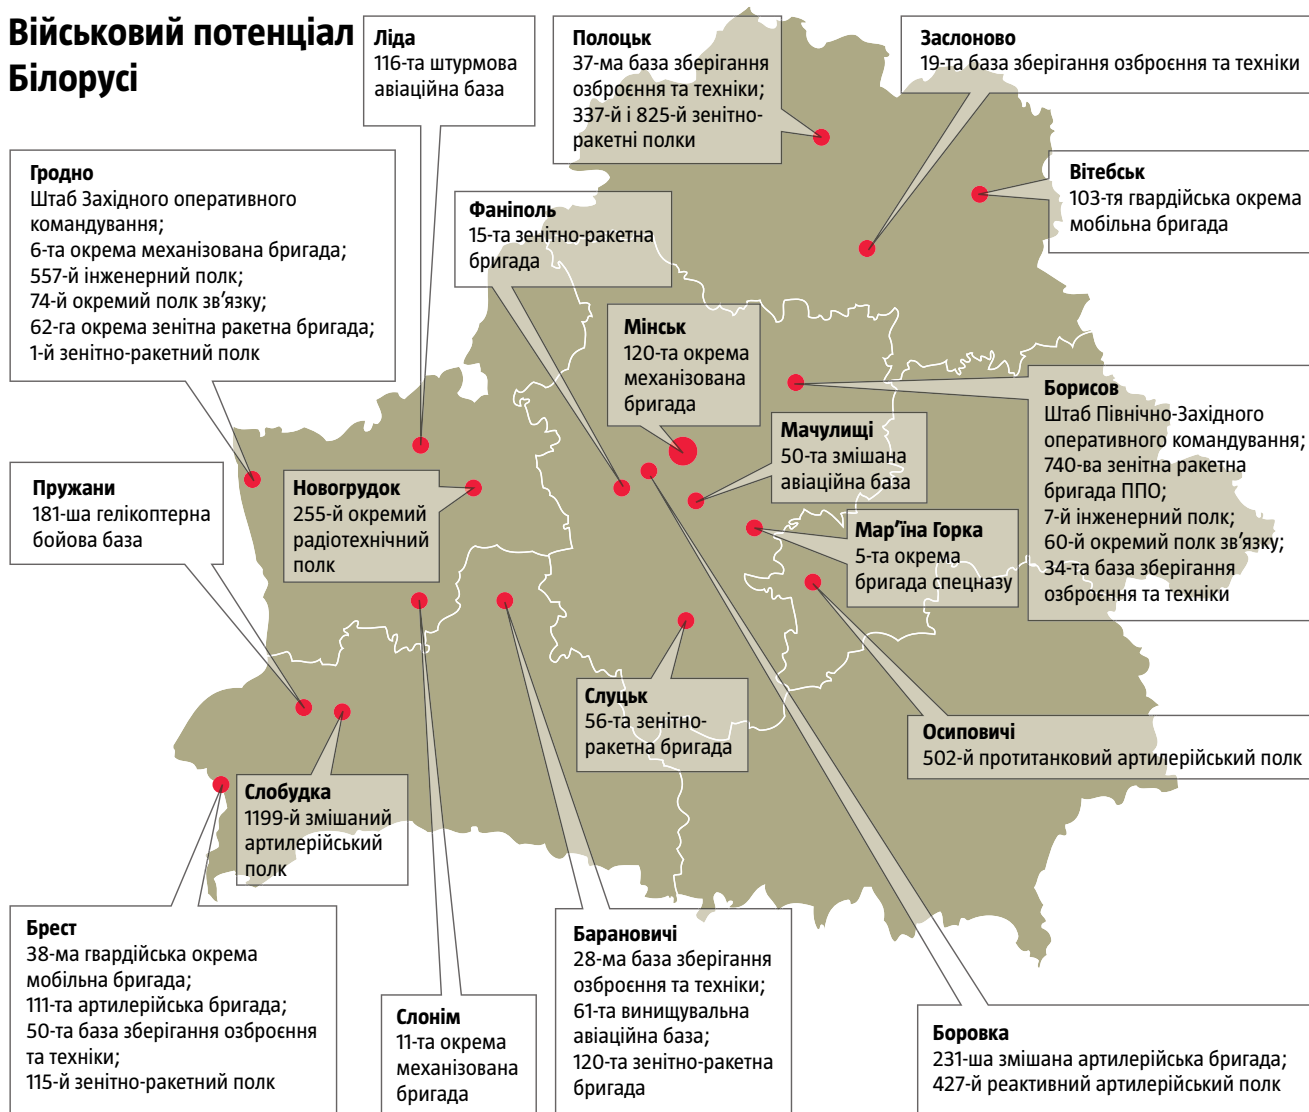 Військовий потенціал
Білорусі
Ліда
116-та штурмова
авіаційна база
Полоцьк
37-ма база зберігання
озброєння та техніки;
337-й і 825-й зенітно-
ракетні полки
Заслоново
19-та база зберігання озброєння та техніки
Гродно
Штаб Західного оперативного
командування;
6-та окрема механізована бригада;
557-й інженерний полк;
74-й окремий полк зв’язку;
62-га окрема зенітна ракетна бригада;
1-й зенітно-ракетний полк
Фаніполь
15-та зенітно-ракетна
бригада
Вітебськ
103-тя гвардійська окрема
мобільна бригада
Мінськ
120-та окрема
механізована
бригада
Борисов
Штаб Північно-Західного
оперативного командування;
740-ва зенітна ракетна
бригада ППО;
7-й інженерний полк;
60-й окремий полк зв’язку;
34-та база зберігання
озброєння та техніки
Мачулищі
50-та змішана
авіаційна база
Пружани
181-ша гелікоптерна
бойова база
Новогрудок
255-й окремий
радіотехнічний
полк
Мар’їна Горка
5-та окрема
бригада спецназу
Слуцьк
56-та зенітно-
ракетна бригада
Осиповичі
502-й протитанковий артилерійський полк
Слобудка
1199-й змішаний
артилерійський
полк
Брест
38-ма гвардійська окрема
мобільна бригада;
111-та артилерійська бригада;
50-та база зберігання озброєння
та техніки;
115-й зенітно-ракетний полк
Слонім
11-та окрема
механізована
бригада
Барановичі
28-ма база зберігання
озброєння та техніки;
61-та винищувальна
авіаційна база;
120-та зенітно-ракетна
бригада
Боровка
231-ша змішана артилерійська бригада;
427-й реактивний артилерійський полк